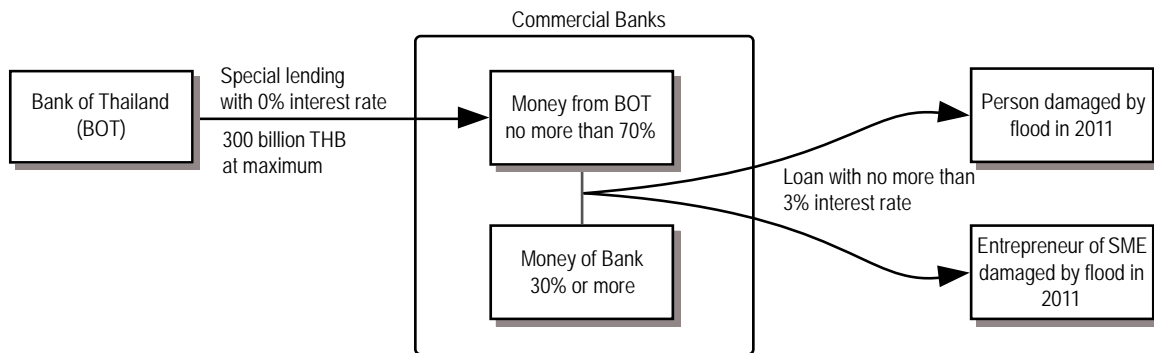 Commercial Banks
Bank of Thailand
(BOT)
Special lending
with 0% interest rate
300 billion THB
at maximum
Money from BOT
no more than 70%
Money of Bank
30% or more
Loan with no more than
3% interest rate
Person damaged by
flood in 2011
Entrepreneur of SME
damaged by flood in
2011